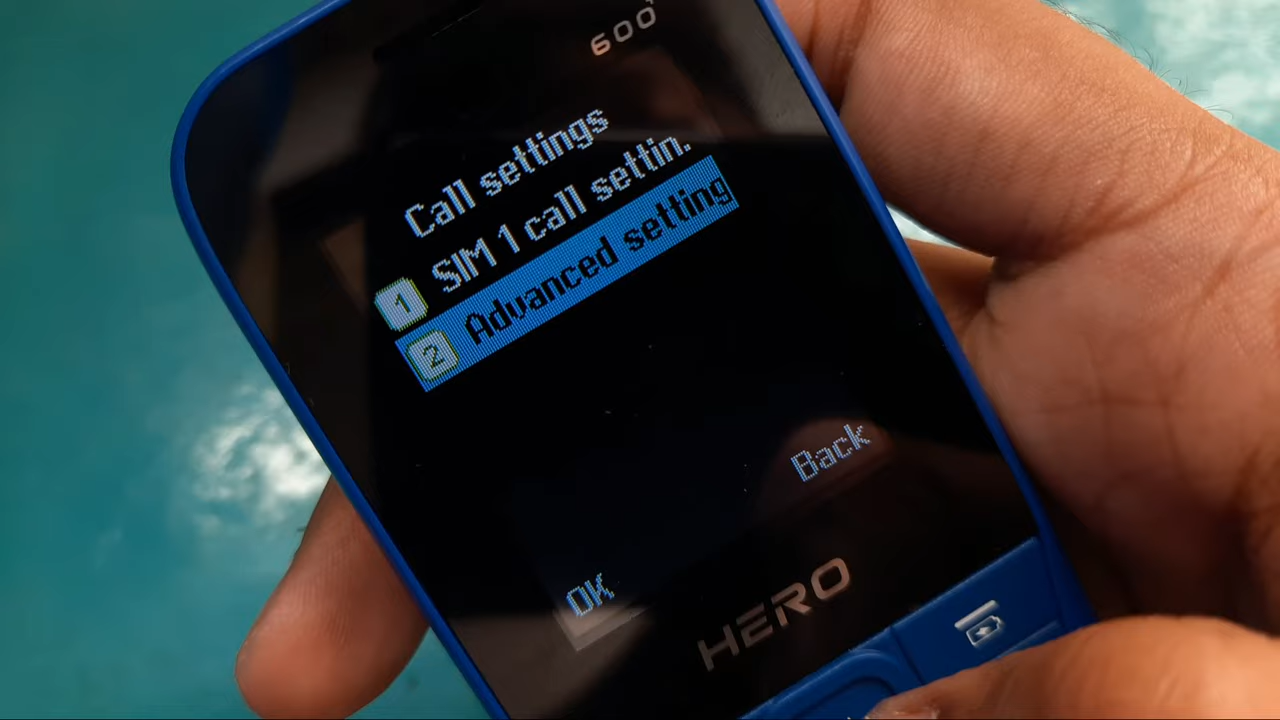 600
Call settings
1 SIM 1 call settin.
2 Advanced setting
Back
OK
HERO